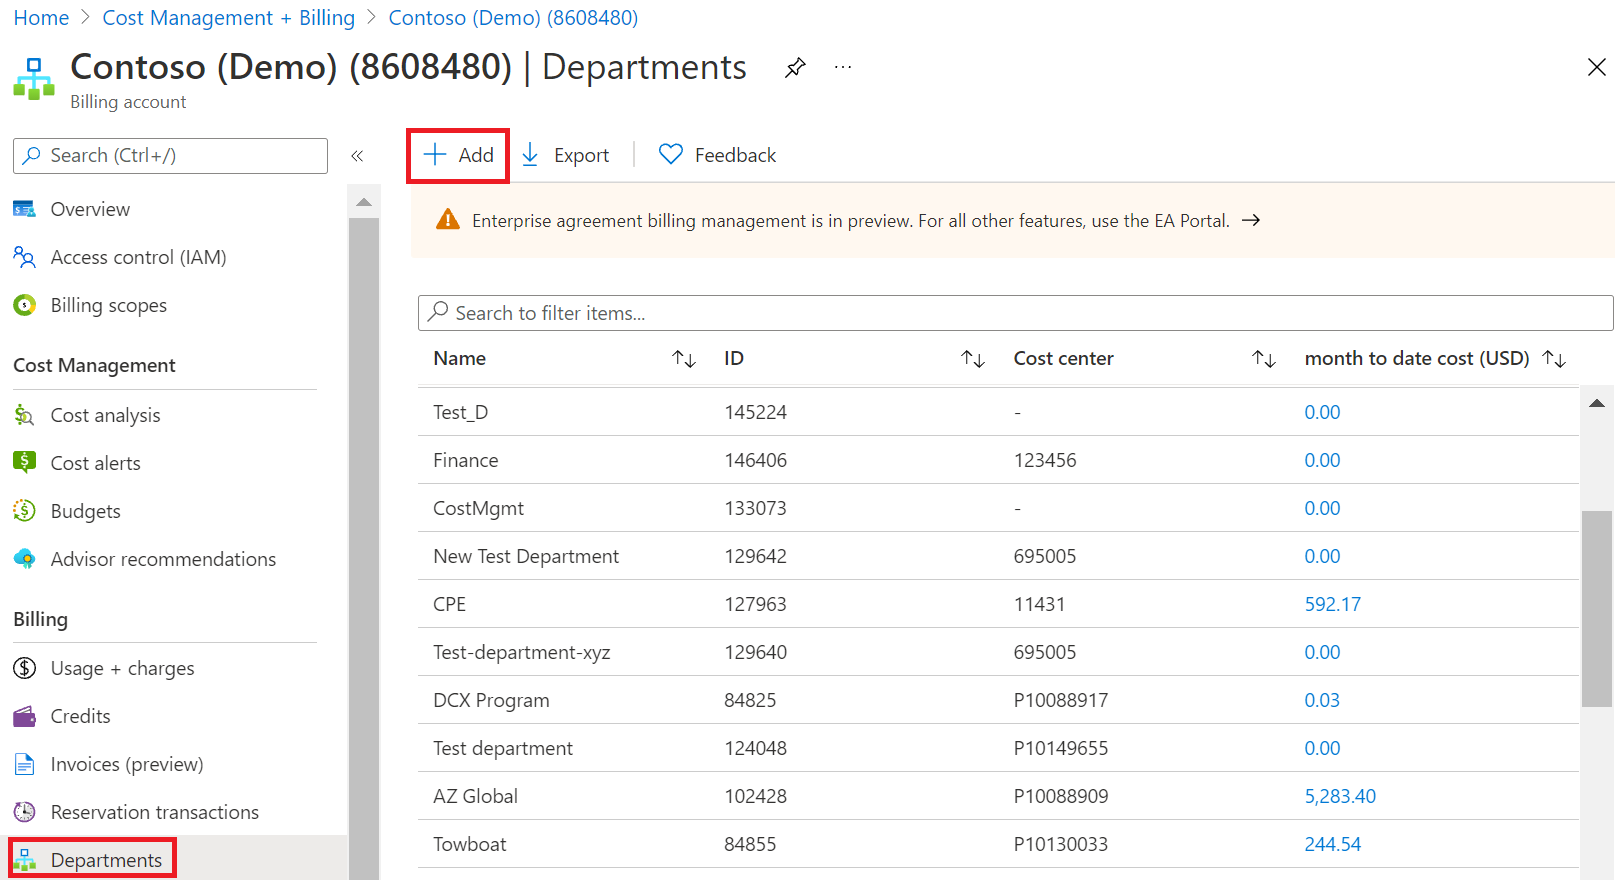 Home > Cost Management + Billing > Contoso (Demo) (8608480)
Contoso (Demo) (8608480) | Departments ...
Billing account
Search (Ctrl+/) «
Overview
Access control (IAM)
Billing scopes
Cost Management
Cost analysis
Cost alerts
Budgets
Advisor recommendations
Billing
Usage + charges
Credits
Invoices (preview)
Reservation transactions
Departments
+ Add Export | Feedback
Enterprise agreement billing management is in preview. For all other features, use the EA Portal. →
Search to filter items...
Name ↑↓ ID ↑↓ Cost center ↑↓ month to date cost (USD) ↑↓
Test_D 145224 - 0.00
Finance 146406 123456 0.00
CostMgmt 133073 - 0.00
New Test Department 129642 695005 0.00
CPE 127963 11431 592.17
Test-department-xyz 129640 695005 0.00
DCX Program 84825 P10088917 0.03
Test department 124048 P10149655 0.00
AZ Global 102428 P10088909 5,283.40
Towboat 84855 P10130033 244.54